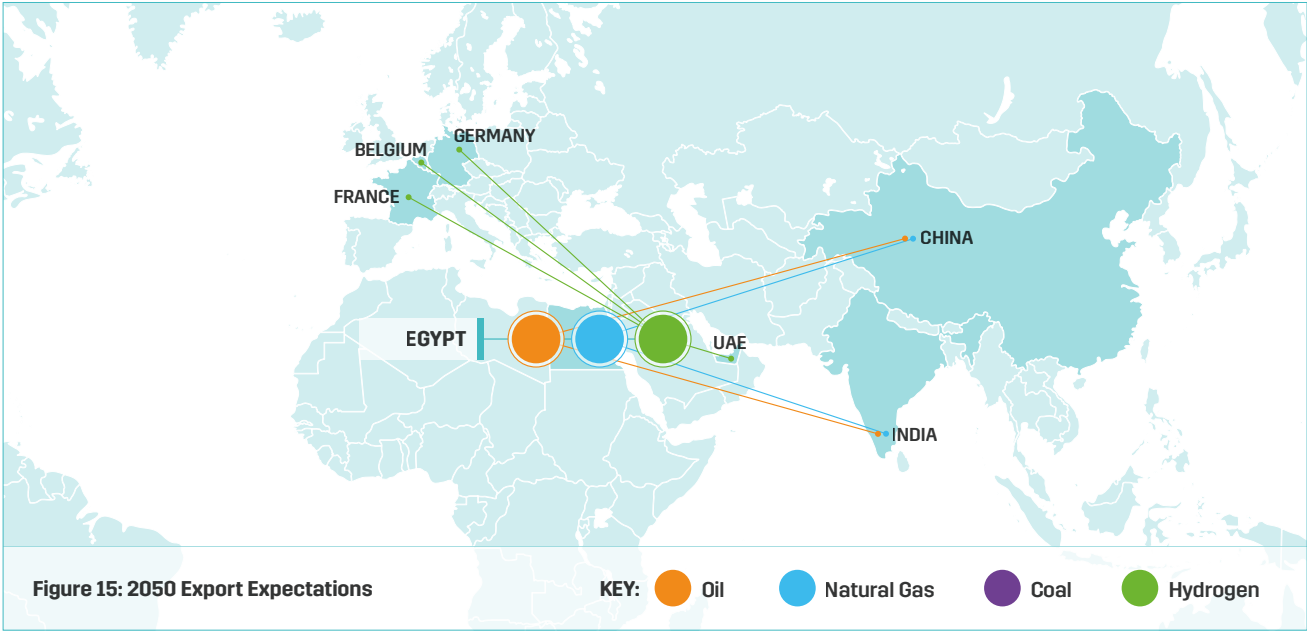 GERMANY
BELGIUM
FRANCE
CHINA
EGYPT
UAE
INDIA
Figure 15: 2050 Export Expectations
KEY: Oil Natural Gas Coal Hydrogen